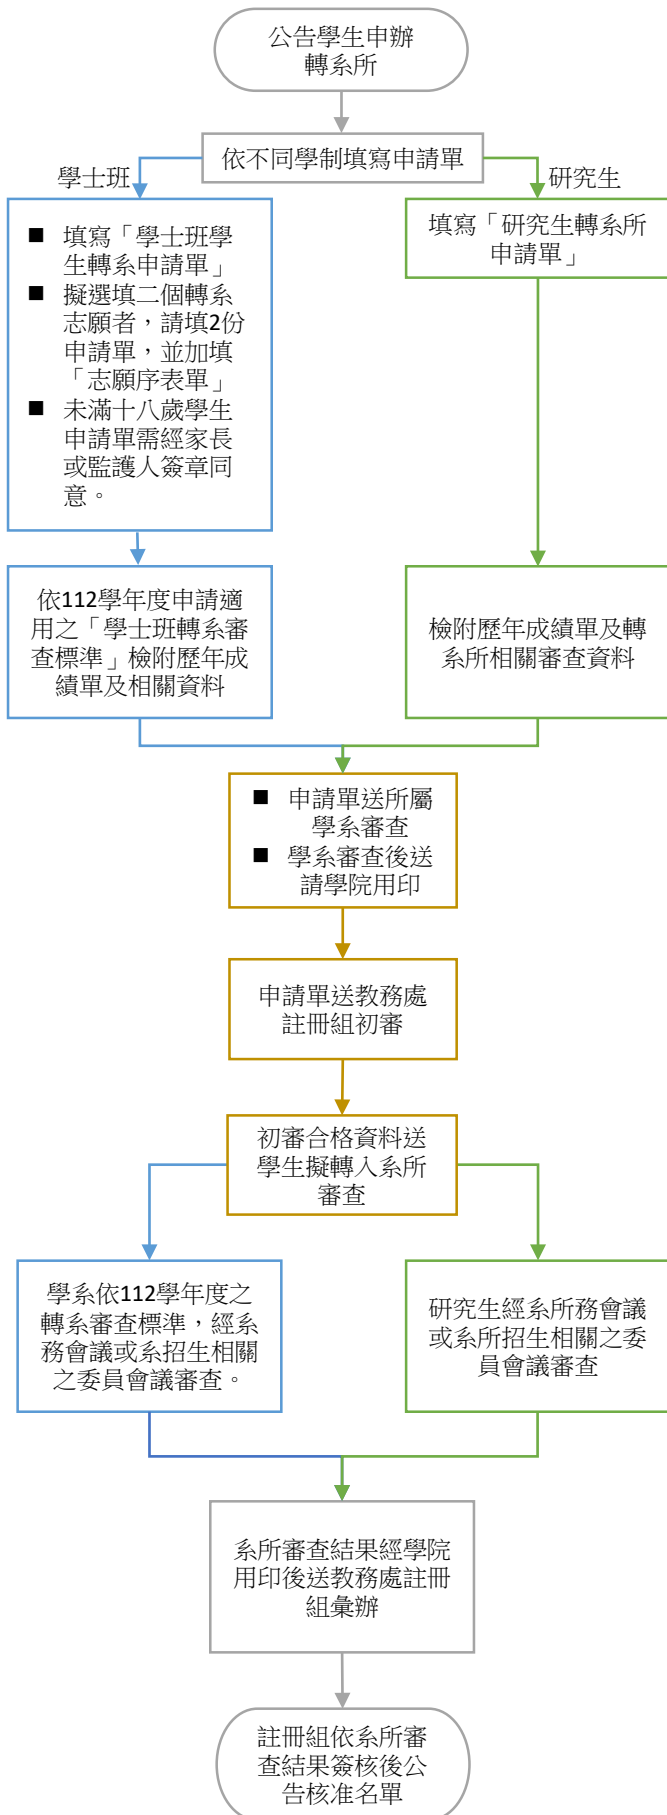 公告學生申辦
轉系所
依不同學制填寫申請單
學士班
研究生
■ 填寫「學士班學
生轉系申請單」
■ 擬選填二個轉系
志願者，請填2份
申請單，並加填
「志願序表單」
■ 未滿十八歲學生
申請單需經家長
或監護人簽章同
意。
填寫「研究生轉系所
申請單」
依112學年度申請適
用之「學士班轉系審
查標準」檢附歷年成
績單及相關資料
檢附歷年成績單及轉
系所相關審查資料
■ 申請單送所屬
學系審查
■ 學系審查後送
請學院用印
申請單送教務處
註冊組初審
初審合格資料送
學生擬轉入系所
審查
學系依112學年度之
轉系審查標準，經系
務會議或系招生相關
之委員會議審查。
研究生經系所務會議
或系所招生相關之委
員會議審查
系所審查結果經學院
用印後送教務處註冊
組彙辦
註冊組依系所審
查結果簽核後公
告核准名單